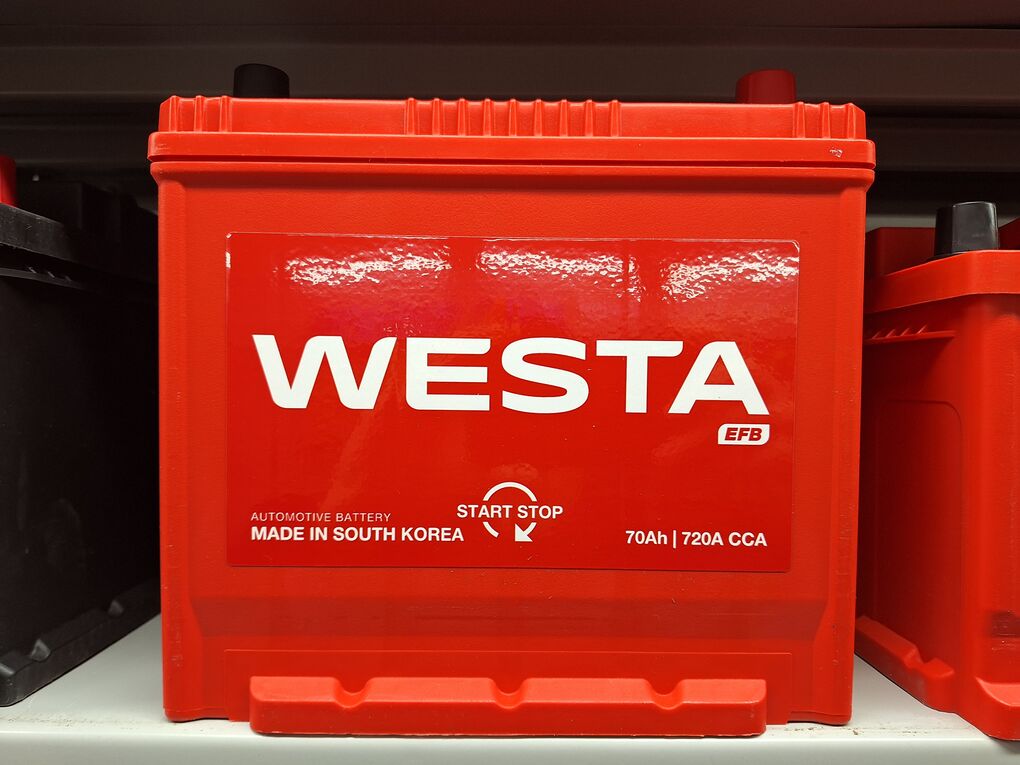 WESTA
EFB
START STOP
AUTOMOTIVE BATTERY
MADE IN SOUTH KOREA
70Ah | 720A CCA